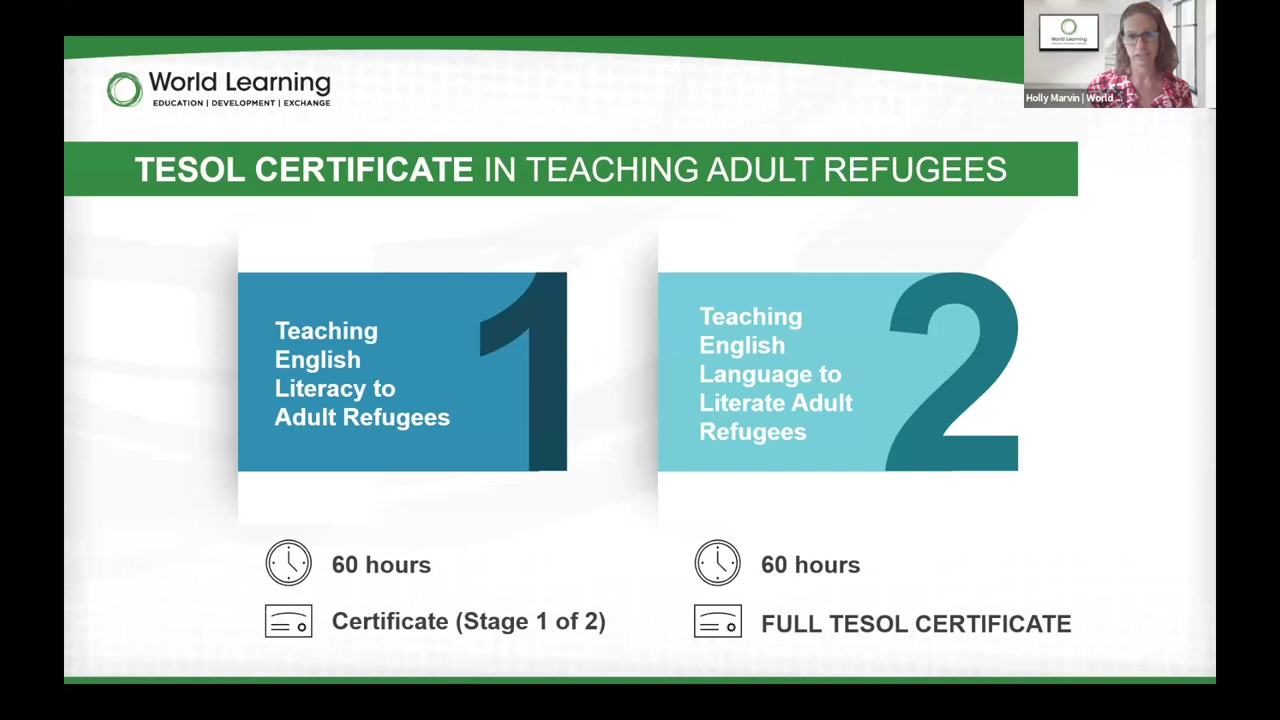 World Learning
EDUCATION | DEVELOPMENT | EXCHANGE
World Learning
Holly Marvin | World ...
TESOL CERTIFICATE IN TEACHING ADULT REFUGEES
Teaching
English
Literacy to
Adult Refugees
1
Teaching
English
Language to
Literate Adult
Refugees
2
60 hours
Certificate (Stage 1 of 2)
60 hours
FULL TESOL CERTIFICATE